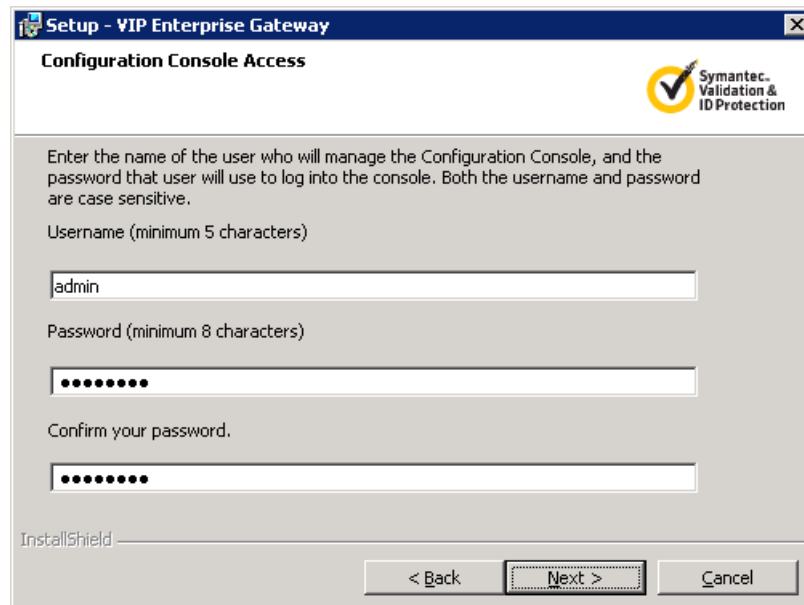 Setup - VIP Enterprise Gateway
Configuration Console Access
Symantec™
Validation &
ID Protection
Enter the name of the user who will manage the Configuration Console, and the
password that user will use to log into the console. Both the username and password
are case sensitive.
Username (minimum 5 characters)
admin
Password (minimum 8 characters)
●●●●●●●●
Confirm your password.
●●●●●●●●
InstallShield
< Back
Next >
Cancel